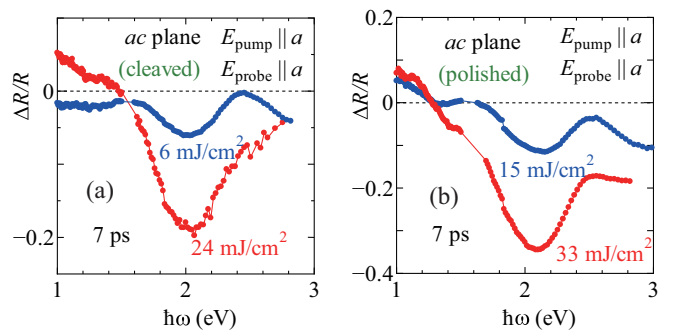 ac plane E_pump || a
(cleaved) E_probe || a
0
ΔR/R
6 mJ/cm²
(a)
−0.2
7 ps
24 mJ/cm²
1 2 3
ħω (eV)
0.2
ac plane E_pump || a
(polished) E_probe || a
0
ΔR/R
15 mJ/cm²
−0.2
(b)
7 ps
33 mJ/cm²
−0.4
1 2 3
ħω (eV)